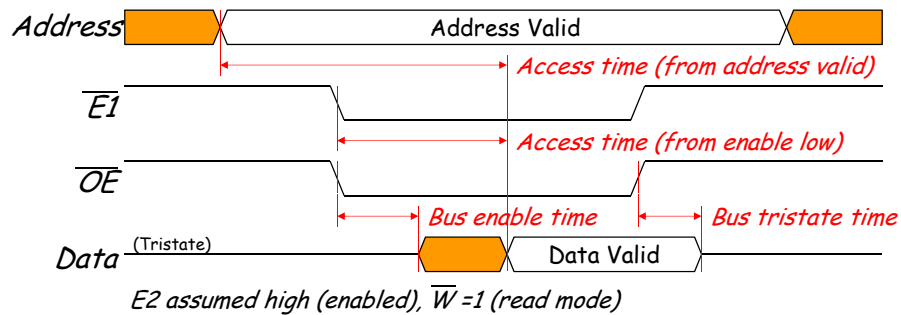 Address Address Valid
Access time (from address valid)
E1
Access time (from enable low)
OE
Bus enable time Bus tristate time
Data (Tristate) Data Valid
E2 assumed high (enabled), W̅ =1 (read mode)